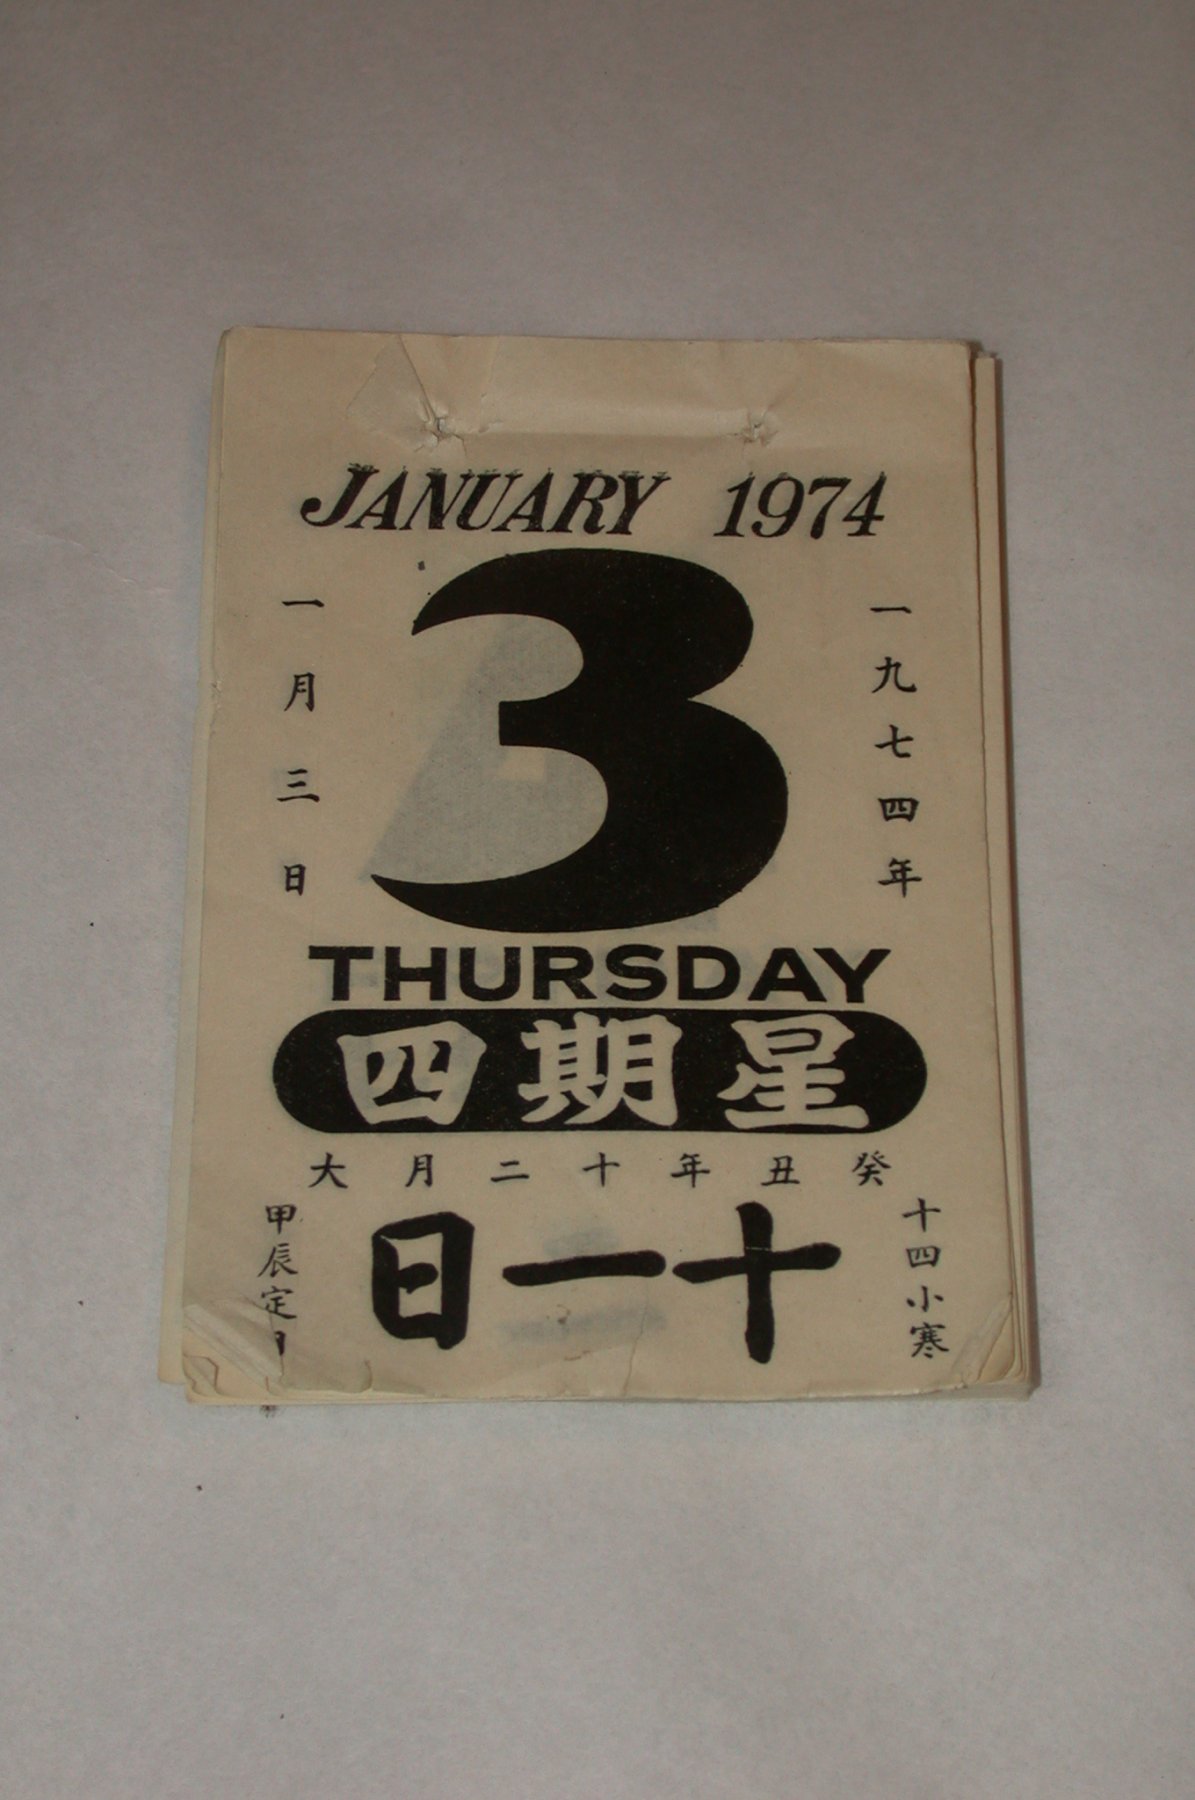 JANUARY 1974
一月三日
3
一九七四年
THURSDAY
星期四
癸丑年十二月大
十一日
十四小寒
甲辰定